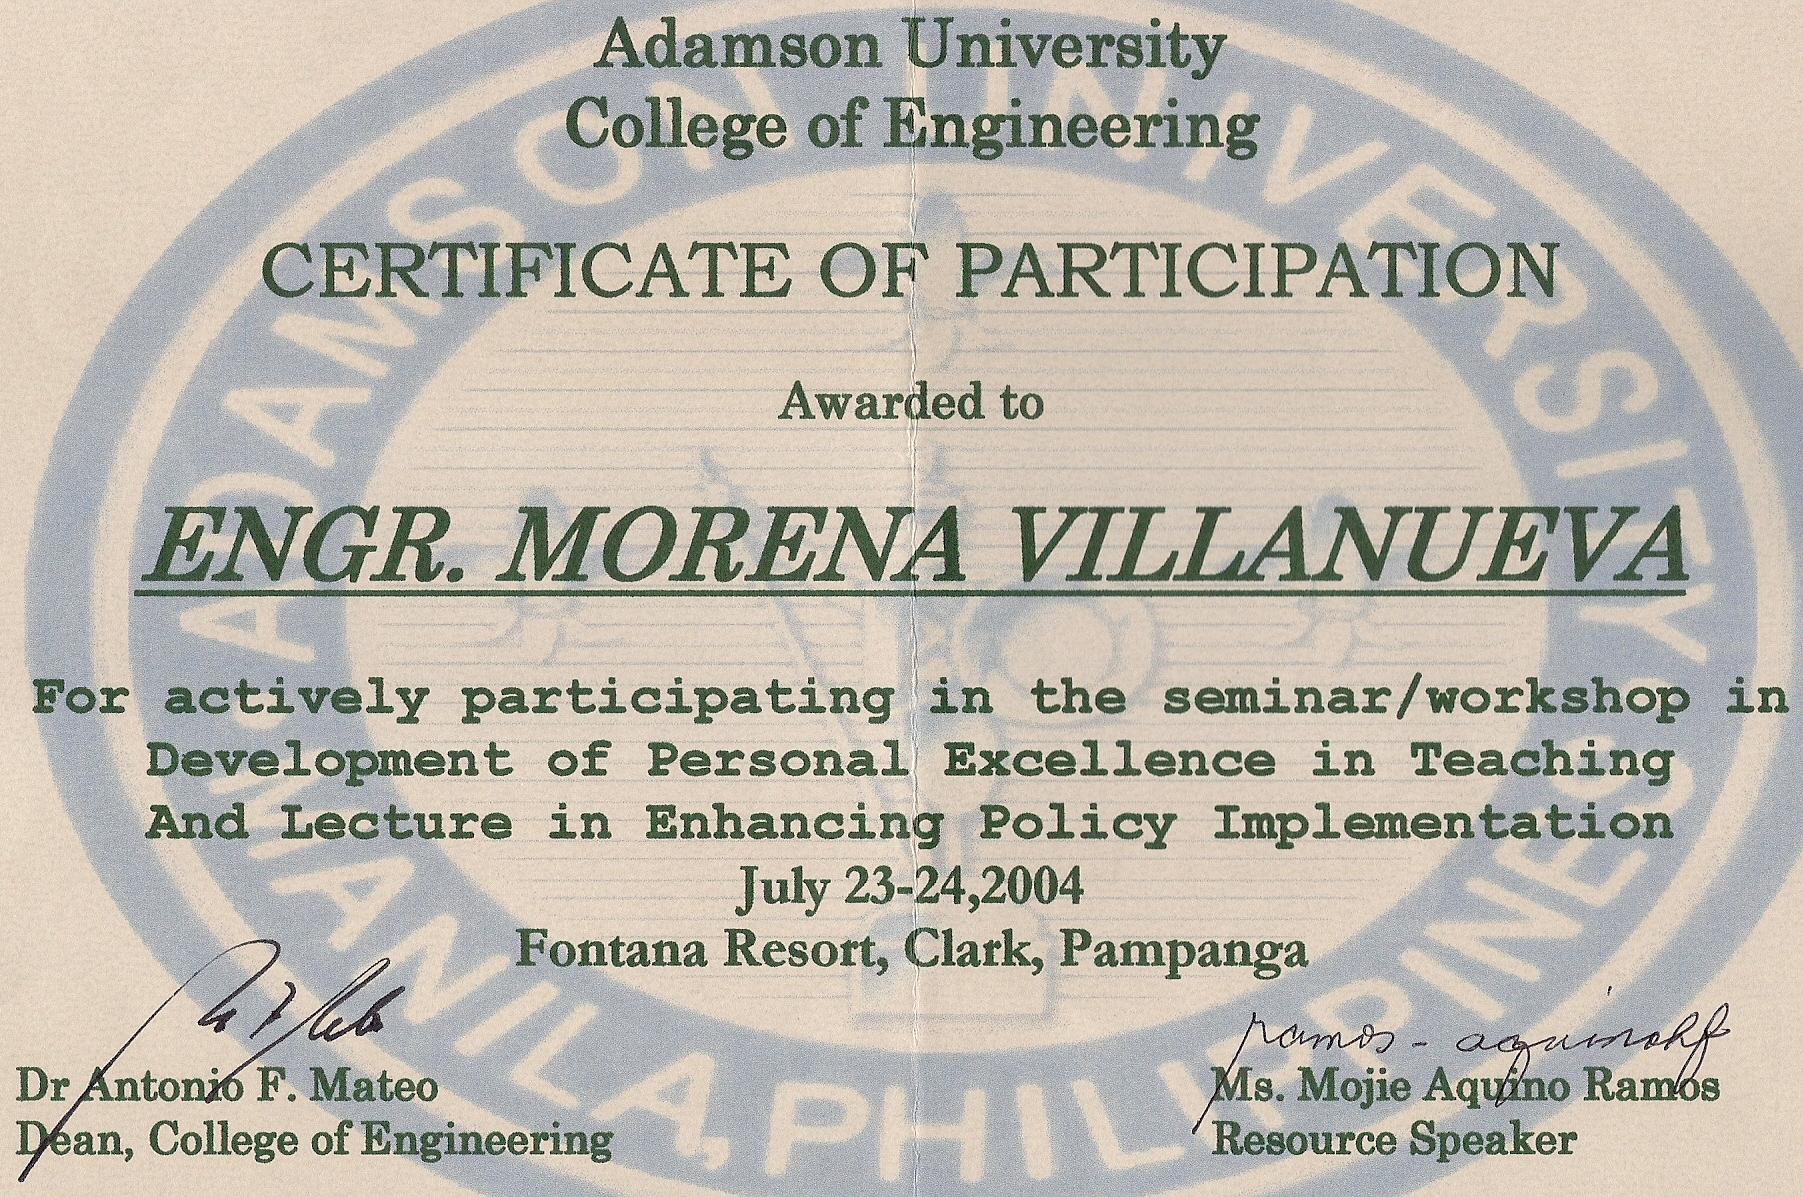 Adamson University
College of Engineering
CERTIFICATE OF PARTICIPATION
Awarded to
ENGR. MORENA VILLANUEVA
For actively participating in the seminar/workshop in
Development of Personal Excellence in Teaching
And Lecture in Enhancing Policy Implementation
July 23-24,2004
Fontana Resort, Clark, Pampanga
ramos - aquino
Dr Antonio F. Mateo
Dean, College of Engineering
Ms. Mojie Aquino Ramos
Resource Speaker
ADAMSON UNIVERSITY
MANILA, PHILIPPINES